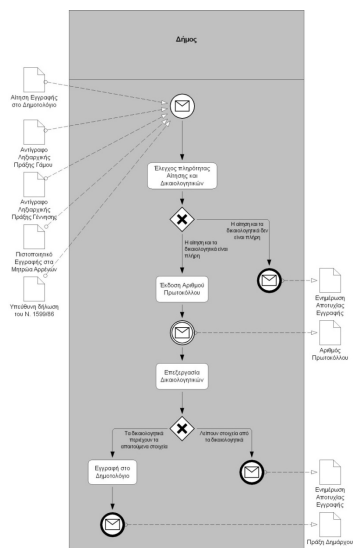 Δήμος
Αίτηση Εγγραφής
στο Δημοτολόγιο
Αντίγραφο
Ληξιαρχικής
Πράξης Γάμου
Αντίγραφο
Ληξιαρχικής
Πράξης Γέννησης
Πιστοποιητικό
Εγγραφής στα
Μητρώα Αρρένων
Υπεύθυνη δήλωση
του Ν. 1599/86
Έλεγχος πληρότητας
Αίτησης και
Δικαιολογητικών
Η αίτηση και τα
δικαιολογητικά δεν
είναι πλήρη
Η αίτηση και τα
δικαιολογητικά είναι
πλήρη
Έκδοση Αριθμού
Πρωτοκόλλου
Ενημέρωση
Αποτυχίας
Εγγραφής
Αριθμός
Πρωτοκόλλου
Επεξεργασία
Δικαιολογητικών
Τα δικαιολογητικά
περιέχουν τα
απαιτούμενα στοιχεία
Λείπουν στοιχεία από
τα δικαιολογητικά
Εγγραφή στο
Δημοτολόγιο
Ενημέρωση
Αποτυχίας
Εγγραφής
Πράξη Δημάρχου